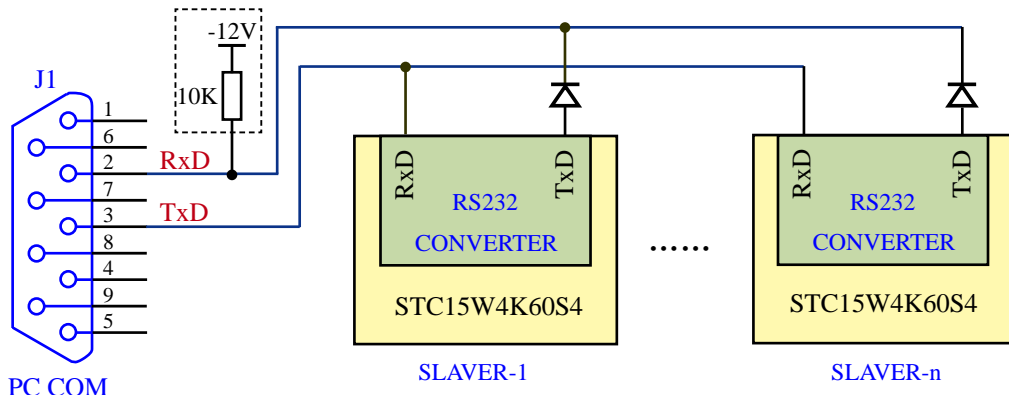 -12V
J1
10K
1
6
2
RxD
7
TxD
3
8
4
9
5
PC COM
RxD
TxD
RS232
CONVERTER
STC15W4K60S4
SLAVER-1
......
RxD
TxD
RS232
CONVERTER
STC15W4K60S4
SLAVER-n